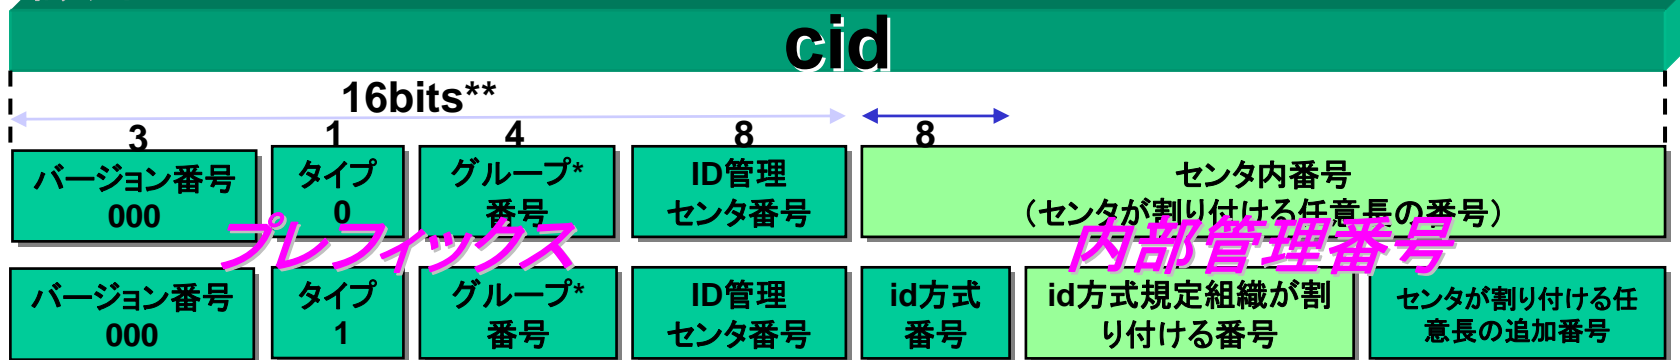 cid
16bits**
3
1
4
8
8
バージョン番号
000
タイプ
0
グループ*
番号
ID管理
センタ番号
センタ内番号
(センタが割り付ける任意長の番号)
プレフィックス
内部管理番号
バージョン番号
000
タイプ
1
グループ*
番号
ID管理
センタ番号
id方式
番号
id方式規定組織が割
り付ける番号
センタが割り付ける任
意長の追加番号